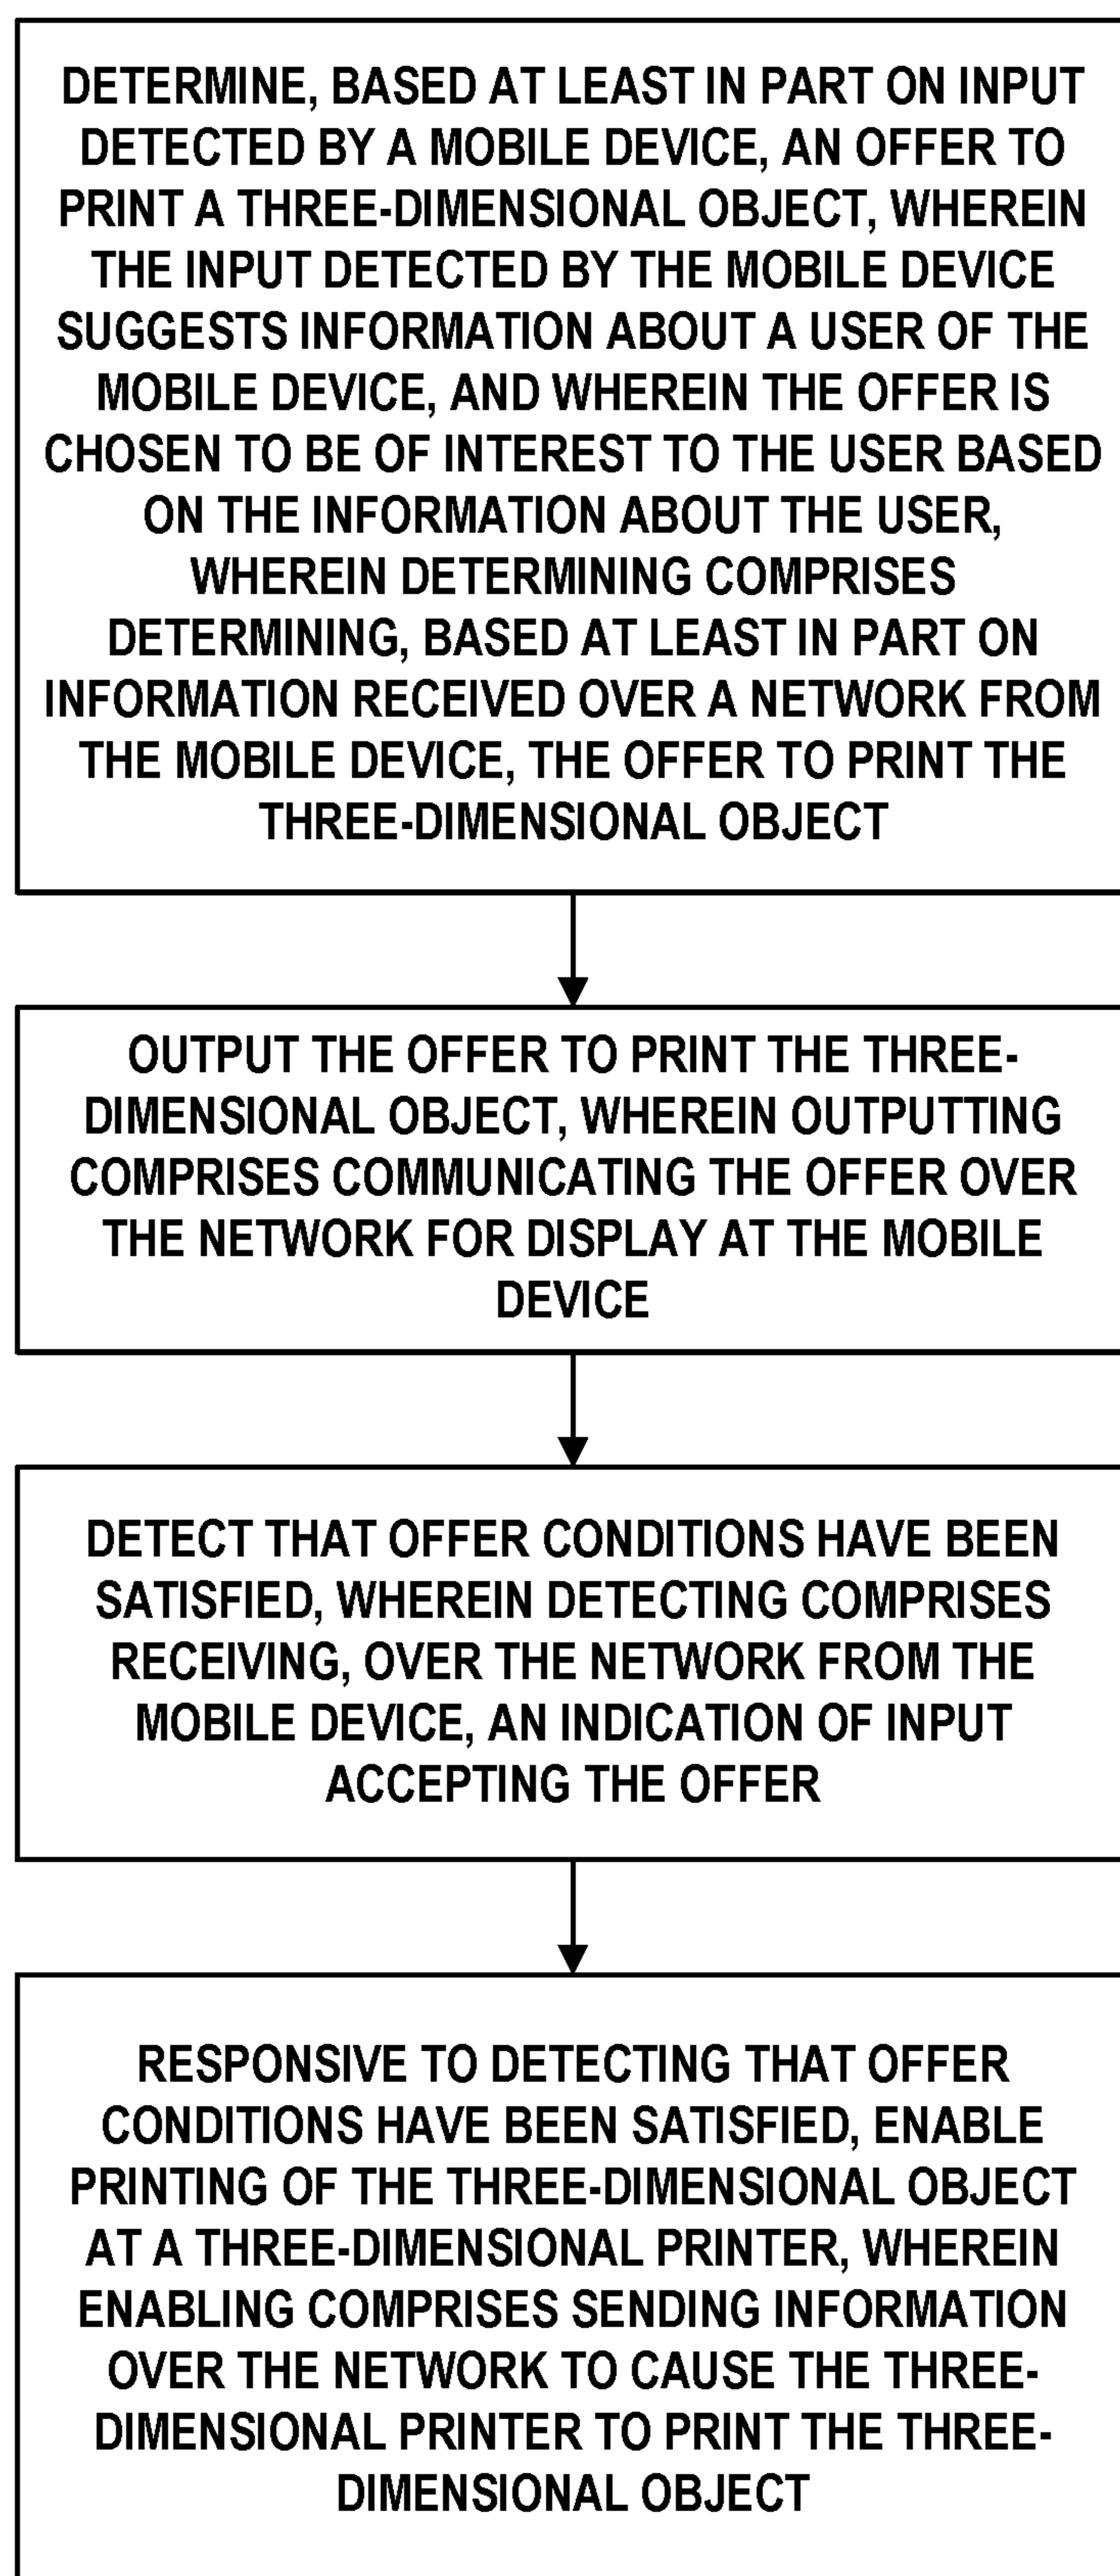 DETERMINE, BASED AT LEAST IN PART ON INPUT
DETECTED BY A MOBILE DEVICE, AN OFFER TO
PRINT A THREE-DIMENSIONAL OBJECT, WHEREIN
THE INPUT DETECTED BY THE MOBILE DEVICE
SUGGESTS INFORMATION ABOUT A USER OF THE
MOBILE DEVICE, AND WHEREIN THE OFFER IS
CHOSEN TO BE OF INTEREST TO THE USER BASED
ON THE INFORMATION ABOUT THE USER,
WHEREIN DETERMINING COMPRISES
DETERMINING, BASED AT LEAST IN PART ON
INFORMATION RECEIVED OVER A NETWORK FROM
THE MOBILE DEVICE, THE OFFER TO PRINT THE
THREE-DIMENSIONAL OBJECT
OUTPUT THE OFFER TO PRINT THE THREE-
DIMENSIONAL OBJECT, WHEREIN OUTPUTTING
COMPRISES COMMUNICATING THE OFFER OVER
THE NETWORK FOR DISPLAY AT THE MOBILE
DEVICE
DETECT THAT OFFER CONDITIONS HAVE BEEN
SATISFIED, WHEREIN DETECTING COMPRISES
RECEIVING, OVER THE NETWORK FROM THE
MOBILE DEVICE, AN INDICATION OF INPUT
ACCEPTING THE OFFER
RESPONSIVE TO DETECTING THAT OFFER
CONDITIONS HAVE BEEN SATISFIED, ENABLE
PRINTING OF THE THREE-DIMENSIONAL OBJECT
AT A THREE-DIMENSIONAL PRINTER, WHEREIN
ENABLING COMPRISES SENDING INFORMATION
OVER THE NETWORK TO CAUSE THE THREE-
DIMENSIONAL PRINTER TO PRINT THE THREE-
DIMENSIONAL OBJECT